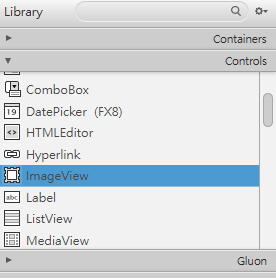 Library
Containers
Controls
ComboBox
19 DatePicker (FX8)
<> HTMLEditor
Hyperlink
ImageView
abc Label
ListView
MediaView
Gluon